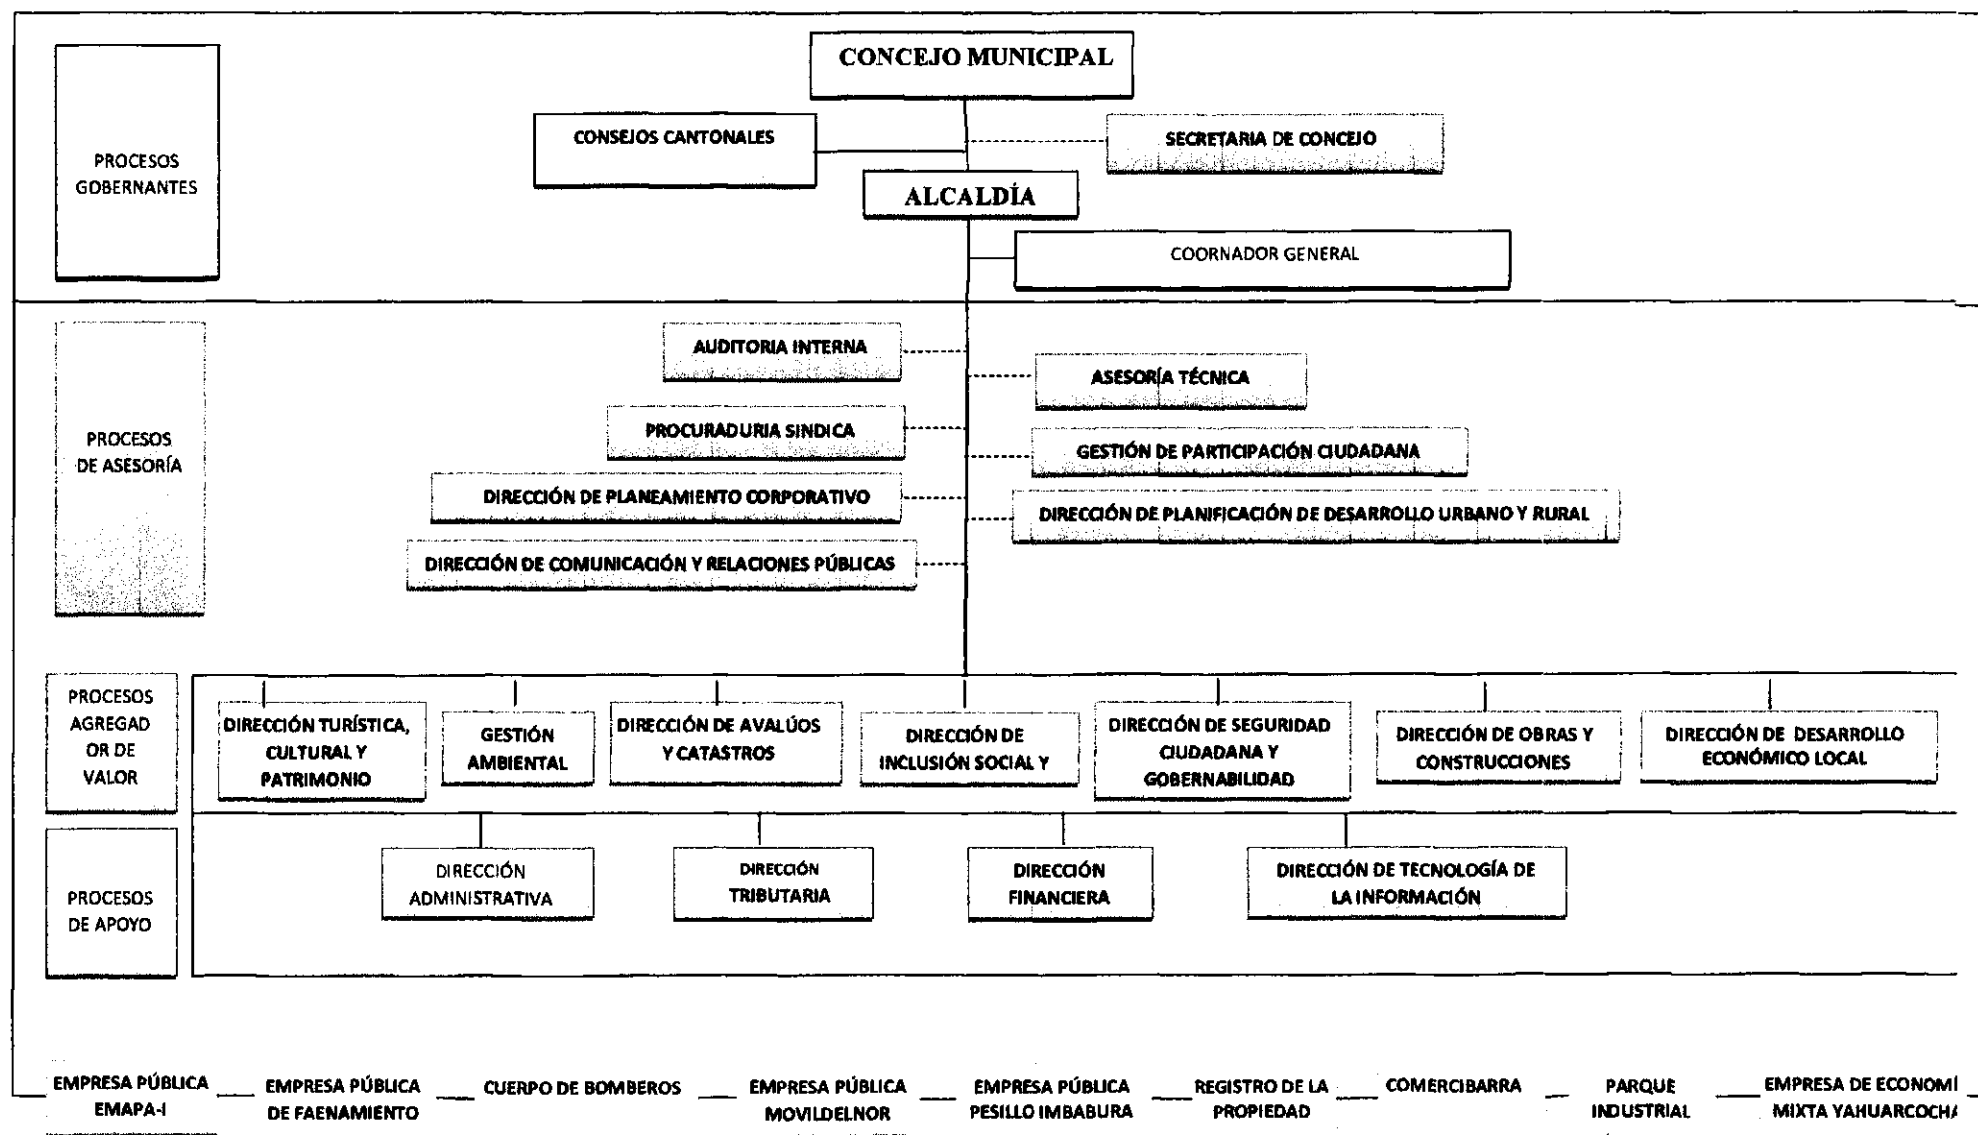 CONCEJO MUNICIPAL
CONSEJOS CANTONALES
SECRETARIA DE CONCEJO
PROCESOS
GOBERNANTES
ALCALDÍA
COORNADOR GENERAL
AUDITORIA INTERNA
ASESORÍA TÉCNICA
PROCESOS
DE ASESORÍA
PROCURADURIA SINDICA
GESTIÓN DE PARTICIPACIÓN CIUDADANA
DIRECCIÓN DE PLANEAMIENTO CORPORATIVO
DIRECCIÓN DE PLANIFICACIÓN DE DESARROLLO URBANO Y RURAL
DIRECCIÓN DE COMUNICACIÓN Y RELACIONES PÚBLICAS
PROCESOS
AGREGAD
OR DE
VALOR
DIRECCIÓN TURÍSTICA,
CULTURAL Y
PATRIMONIO
GESTIÓN
AMBIENTAL
DIRECCIÓN DE AVALÚOS
Y CATASTROS
DIRECCIÓN DE
INCLUSIÓN SOCIAL Y
DIRECCIÓN DE SEGURIDAD
CIUDADANA Y
GOBERNABILIDAD
DIRECCIÓN DE OBRAS Y
CONSTRUCCIONES
DIRECCIÓN DE DESARROLLO
ECONÓMICO LOCAL
PROCESOS
DE APOYO
DIRECCIÓN
ADMINISTRATIVA
DIRECCIÓN
TRIBUTARIA
DIRECCIÓN
FINANCIERA
DIRECCIÓN DE TECNOLOGÍA DE
LA INFORMACIÓN
EMPRESA PÚBLICA
EMAPA-I
EMPRESA PÚBLICA
DE FAENAMIENTO
CUERPO DE BOMBEROS
EMPRESA PÚBLICA
MOVILDELNOR
EMPRESA PÚBLICA
PESILLO IMBABURA
REGISTRO DE LA
PROPIEDAD
COMERCIBARRA
PARQUE
INDUSTRIAL
EMPRESA DE ECONOMÍ
MIXTA YAHUARCOCHA